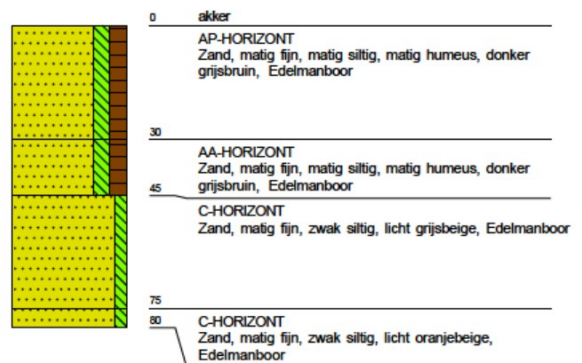 0 akker
AP-HORIZONT
Zand, matig fijn, matig siltig, matig humeus, donker
grijsbruin, Edelmanboor
30
AA-HORIZONT
Zand, matig fijn, matig siltig, matig humeus, donker
grijsbruin, Edelmanboor
45
C-HORIZONT
Zand, matig fijn, zwak siltig, licht grijsbeige, Edelmanboor
75
80
C-HORIZONT
Zand, matig fijn, zwak siltig, licht oranjebeige,
Edelmanboor